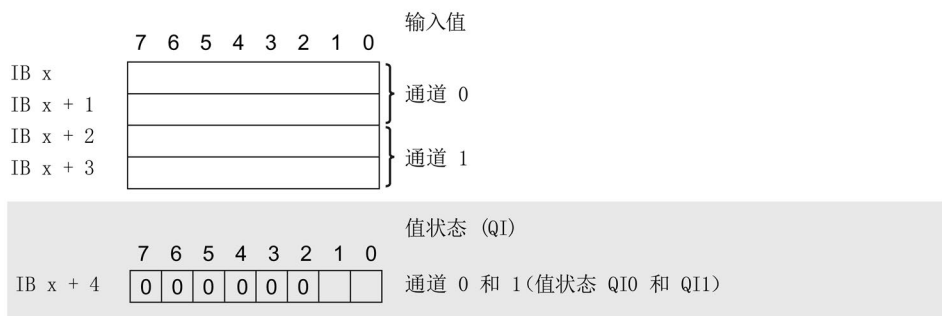 输入值
7 6 5 4 3 2 1 0
IB x
IB x + 1
通道 0
IB x + 2
IB x + 3
通道 1
值状态 (QI)
7 6 5 4 3 2 1 0
IB x + 4 0 0 0 0 0 0 通道 0 和 1(值状态 QI0 和 QI1)